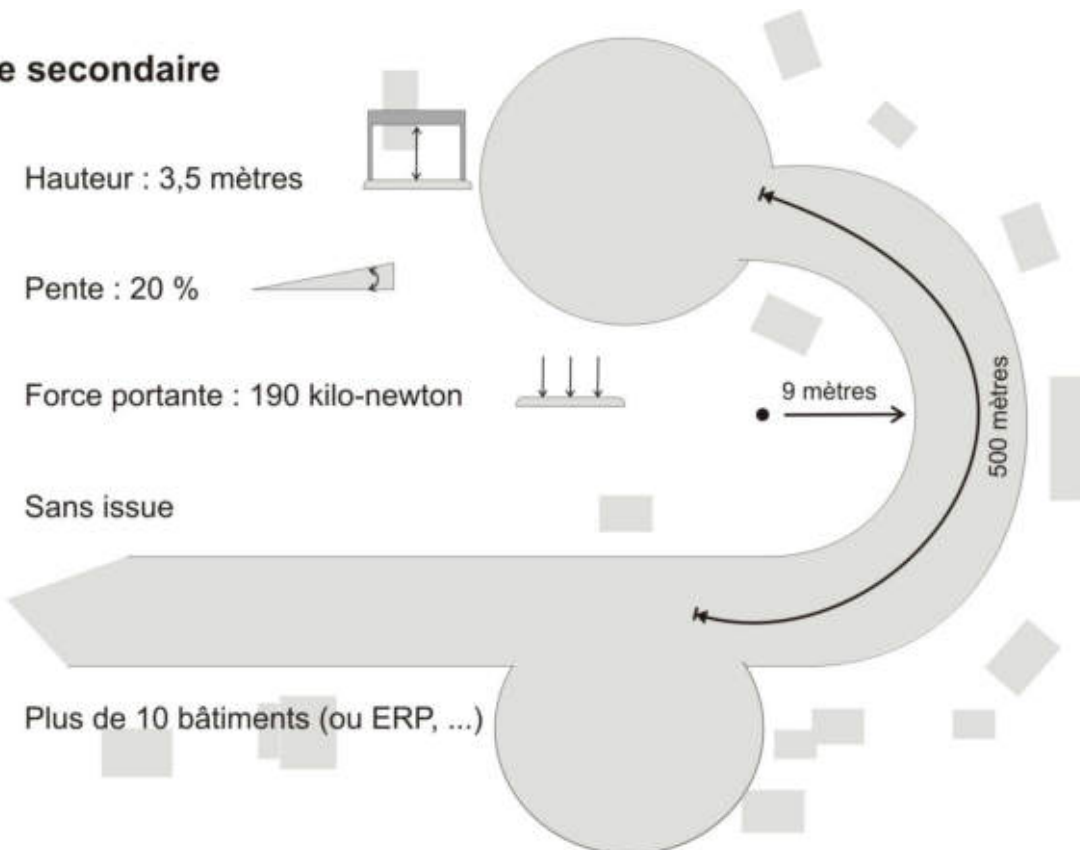 e secondaire
Hauteur : 3,5 mètres
Pente : 20 %
Force portante : 190 kilo-newton
9 mètres
500 mètres
Sans issue
Plus de 10 bâtiments (ou ERP, ...)